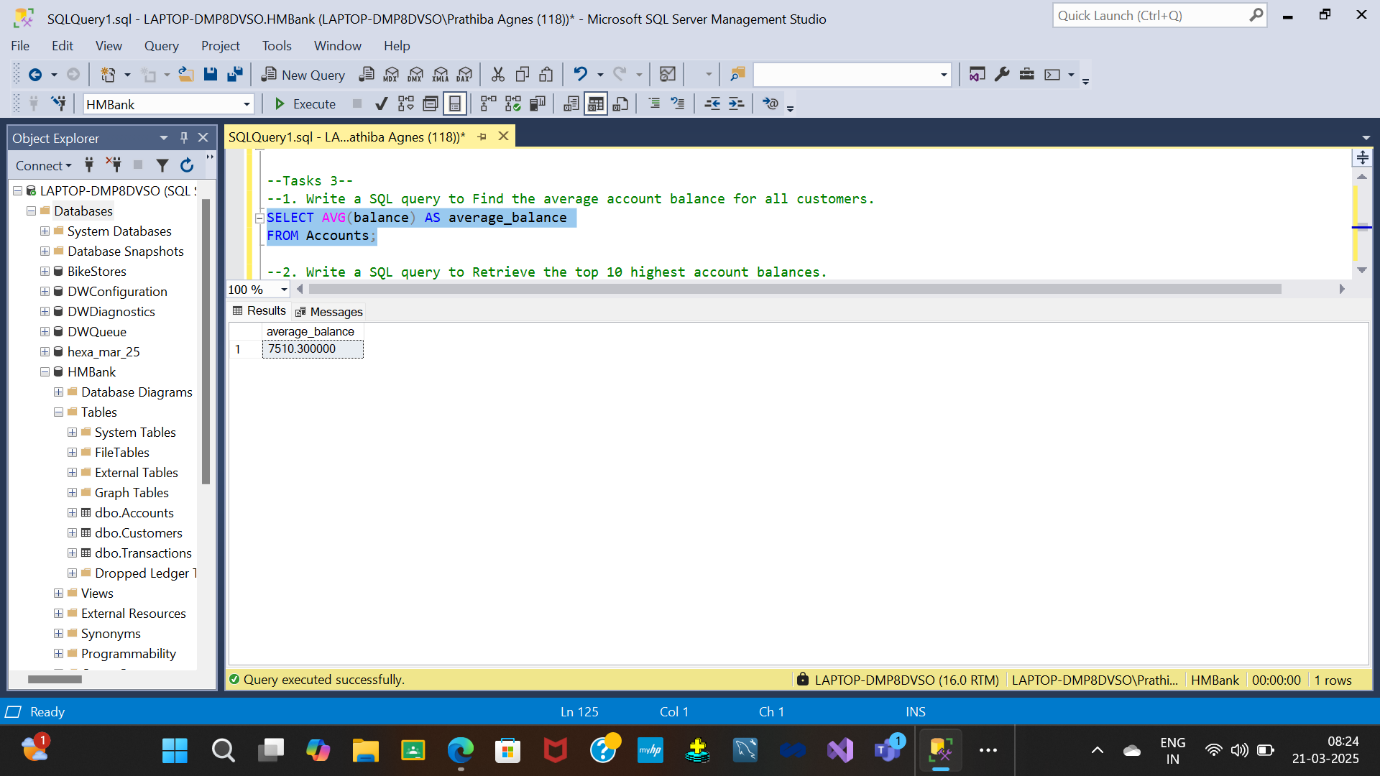 SQLQuery1.sql - LAPTOP-DMP8DVSO.HMBank (LAPTOP-DMP8DVSO\Prathiba Agnes (118))* - Microsoft SQL Server Management Studio
Quick Launch (Ctrl+Q)
File Edit View Query Project Tools Window Help
New Query MDX DMX XMLA DAX
HMBank Execute
Object Explorer
SQLQuery1.sql - LA...athiba Agnes (118))*
Connect
LAPTOP-DMP8DVSO (SQL S
Databases
System Databases
Database Snapshots
BikeStores
DWConfiguration
DWDiagnostics
DWQueue
hexa_mar_25
HMBank
Database Diagrams
Tables
System Tables
FileTables
External Tables
Graph Tables
dbo.Accounts
dbo.Customers
dbo.Transactions
Dropped Ledger T
Views
External Resources
Synonyms
Programmability
--Tasks 3--
--1. Write a SQL query to Find the average account balance for all customers.
SELECT AVG(balance) AS average_balance
FROM Accounts;
--2. Write a SQL query to Retrieve the top 10 highest account balances.
100 %
Results Messages
average_balance
1 7510.300000
Query executed successfully.
LAPTOP-DMP8DVSO (16.0 RTM) LAPTOP-DMP8DVSO\Prathi... HMBank 00:00:00 1 rows
Ready Ln 125 Col 1 Ch 1 INS
1
myhp
1
ENG
IN
08:24
21-03-2025